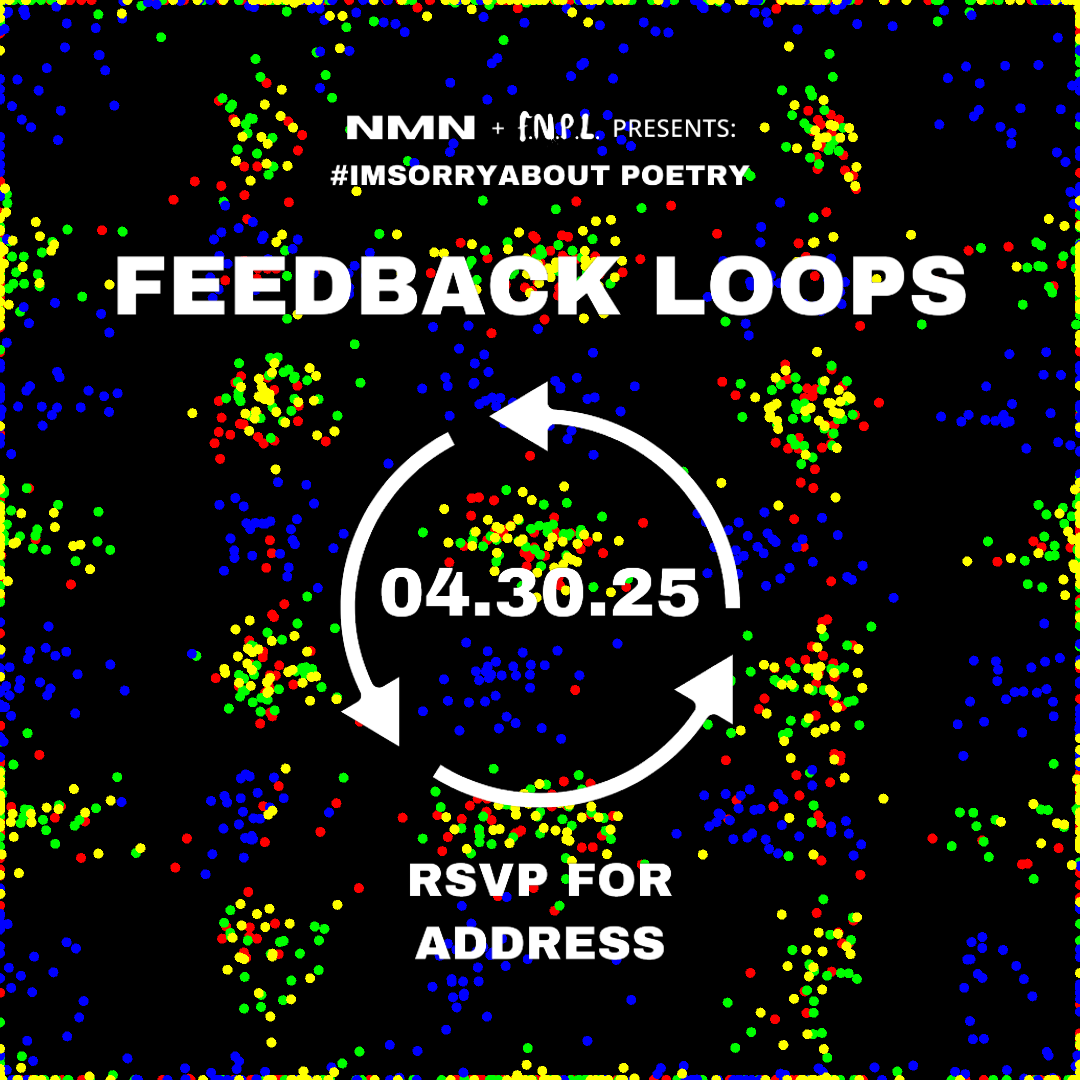 NMN + F.N.P.L. PRESENTS:
#IMSORRYABOUT POETRY
FEEDBACK LOOPS
04.30.25
RSVP FOR
ADDRESS